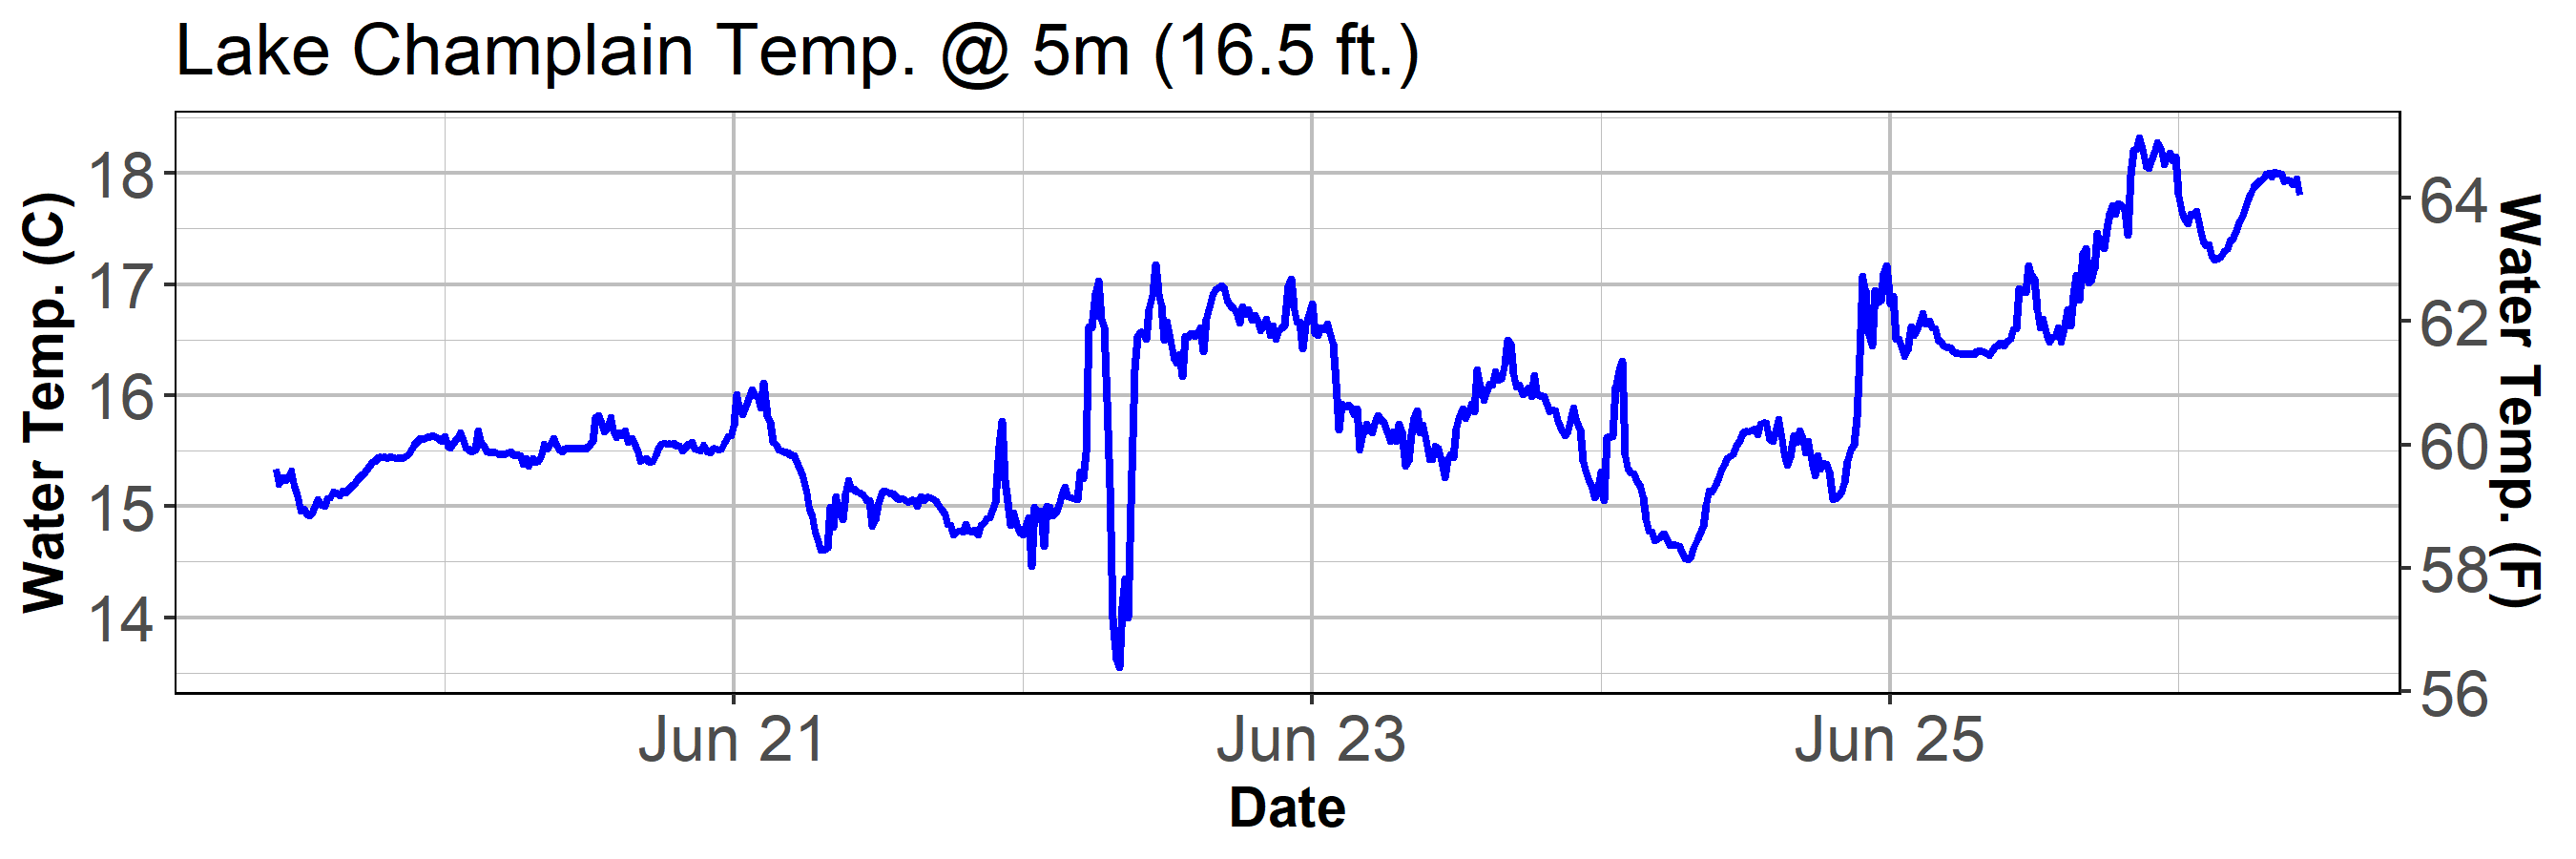 Lake Champlain Temp. @ 5m (16.5 ft.)
Water Temp. (C)
18
17
16
15
14
64
62
60
58
56
Water Temp. (F)
Jun 21
Jun 23
Jun 25
Date